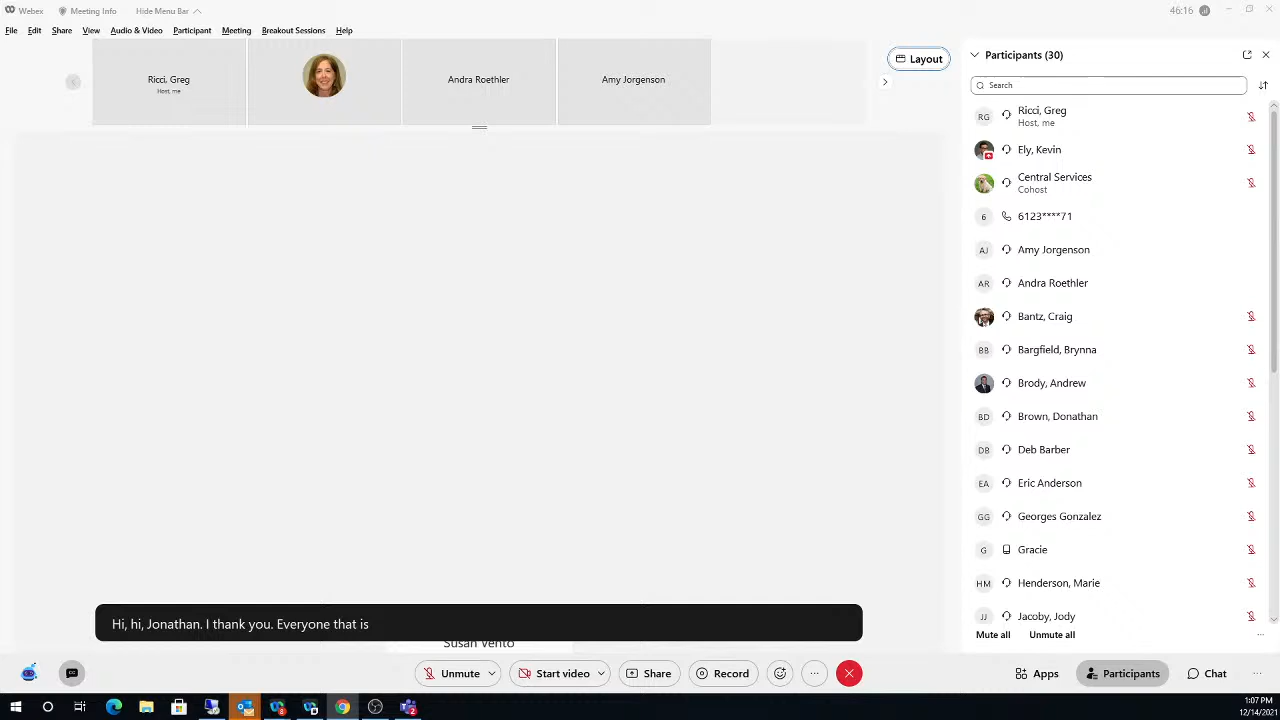 Webex
Meeting Info
Hide Menu Bar
46:16
File
Edit
Share
View
Audio & Video
Participant
Meeting
Breakout Sessions
Help
Ricci, Greg
Host, me
Andra Roethler
Amy Jorgenson
Layout
Participants (30)
Search
RG
Ricci, Greg
Host, me
Ely, Kevin
Central Services
Cohost
6
6123****71
AJ
Amy Jorgenson
AR
Andra Roethler
Bantz, Craig
BB
Bargfield, Brynna
Brody, Andrew
BD
Brown, Donathan
DB
Deb Barber
EA
Eric Anderson
GG
Georges Gonzalez
G
Gracie
HM
Henderson, Marie
JJ
Jacoby, Jody
Mute all
Unmute all
Hi, hi, Jonathan. I thank you. Everyone that is
Susan Vento
Unmute
Start video
Share
Record
Apps
Participants
Chat
1:07 PM
12/14/2021